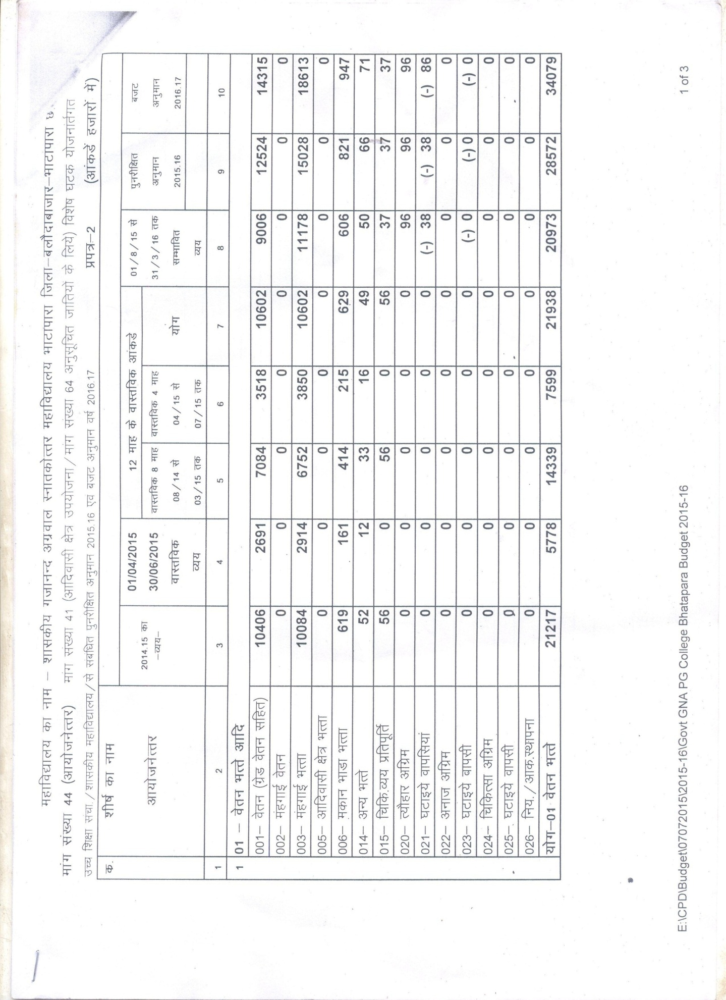 महाविद्यालय का नाम – शासकीय गजानन्द अग्रवाल स्नातकोत्तर महाविद्यालय भाटापारा जिला–बलौदाबाजार–भाटापारा छ.
मांग संख्या 44 (आयोजनेत्तर) मांग संख्या 41 (आदिवासी क्षेत्र उपयोजना/मांग संख्या 64 अनुसूचित जातियो के लिये) विशेष घटक योजनार्तगत
उच्च शिक्षा संचा./शासकीय महाविद्यालय/से संबंधित पुनरीक्षित अनुमान 2015.16 एवं बजट अनुमान वर्ष 2016.17 प्रपत्र–2 (आंकडें हजारों में)
क. शीर्ष का नाम
आयोजनेत्तर
2014.15 का
–व्यय–
01/04/2015
30/06/2015
वास्तविक
व्यय
12 माह के वास्तविक आंकडे
वास्तविक 8 माह
08/14 से
03/15 तक
वास्तविक 4 माह
04/15 से
07/15 तक
योग
01/8/15 से
31/3/16 तक
सम्भावित
व्यय
पुनरीक्षित
अनुमान
2015.16
बजट
अनुमान
2016.17
1 2 3 4 5 6 7 8 9 10
1 01 – वेतन भत्ते आदि
001– वेतन (ग्रेड वेतन सहित) 10406 2691 7084 3518 10602 9006 12524 14315
002– मंहगाई वेतन 0 0 0 0 0 0 0 0
003– मंहगाई भत्ता 10084 2914 6752 3850 10602 11178 15028 18613
005– आदिवासी क्षेत्र भत्ता 0 0 0 0 0 0 0 0
006– मकान भाडा भत्ता 619 161 414 215 629 606 821 947
014– अन्य भत्ते 52 12 33 16 49 50 66 71
015– चिकि.व्यय प्रतिपूर्ति 56 0 56 0 56 37 37 37
020– त्यौहार अग्रिम 0 0 0 0 0 96 96 96
021– घटाइये वापसियां 0 0 0 0 0 (-) 38 (-) 38 (-) 86
022– अनाज अग्रिम 0 0 0 0 0 0 0 0
023– घटाइये वापसी 0 0 0 0 0 (-) 0 (-) 0 (-) 0
024– चिकित्सा अग्रिम 0 0 0 0 0 0 0 0
025–. घटाइये वापसी 0 0 0 0 0 0 0 0
026– निय./आक.स्थापना 0 0 0 0 0 0 0 0
योग–01 वेतन भत्ते 21217 5778 14339 7599 21938 20973 28572 34079
E:\CPD\Budget\07072015\2015-16\Govt GNA PG College Bhatapara Budget 2015-16 1 of 3